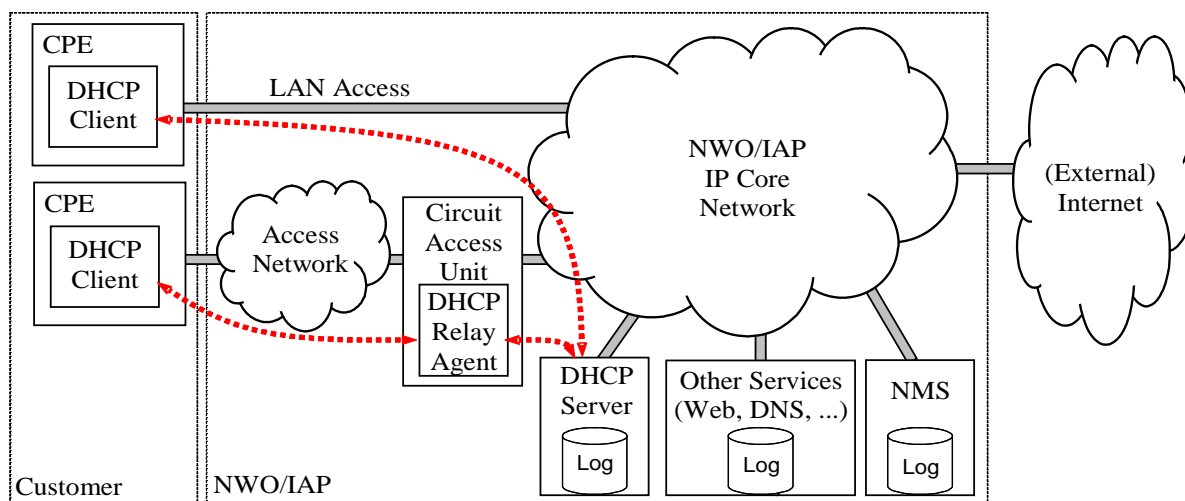 CPE
DHCP
Client
LAN Access
CPE
DHCP
Client
Access
Network
Circuit
Access
Unit
DHCP
Relay
Agent
NWO/IAP
IP Core
Network
(External)
Internet
DHCP
Server
Log
Other Services
(Web, DNS, ...)
Log
NMS
Log
Customer
NWO/IAP